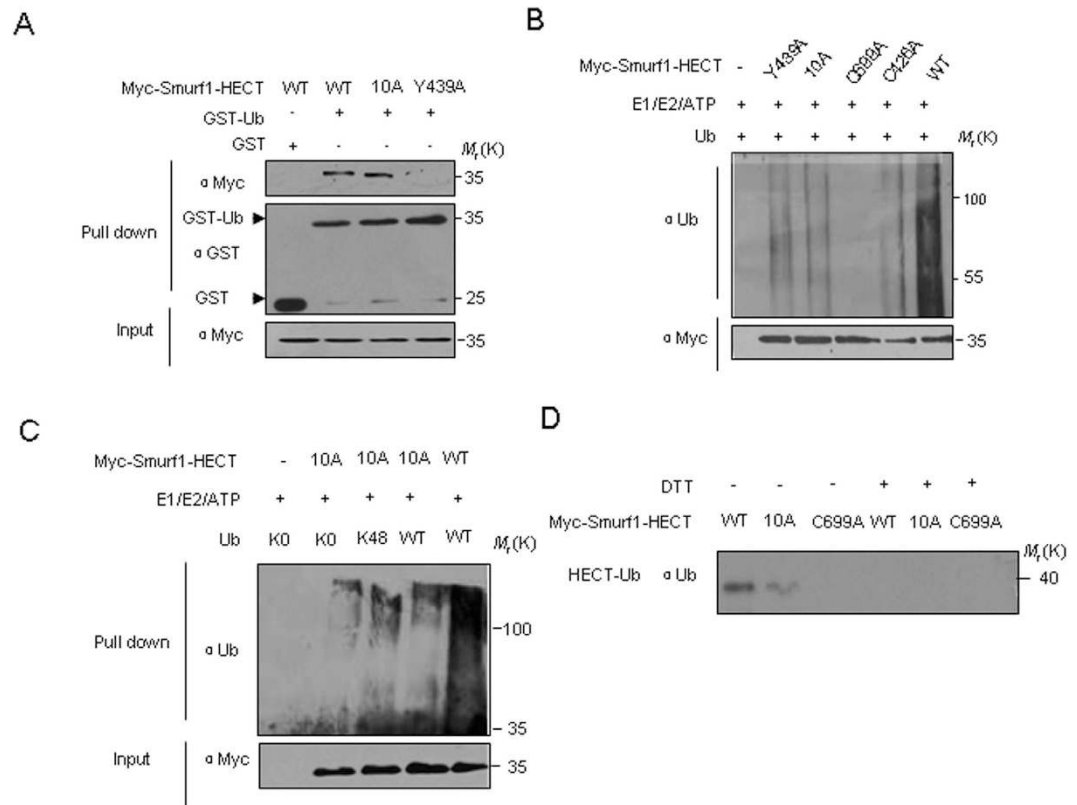 A
Myc-Smurf1-HECT WT WT 10A Y439A
GST-Ub - + + +
GST + - - -
Mr(K)
α Myc 35
Pull down
GST-Ub 35
α GST
GST 25
Input α Myc 35
B
Myc-Smurf1-HECT - Y439A 10A C699A C426A WT
E1/E2/ATP + + + + + +
Ub + + + + + + Mr(K)
α Ub
100
55
α Myc 35
C
Myc-Smurf1-HECT - 10A 10A 10A WT
E1/E2/ATP + + + + +
Ub K0 K0 K48 WT WT Mr(K)
Pull down α Ub
100
35
Input α Myc 35
D
DTT - - - + + +
Myc-Smurf1-HECT WT 10A C699A WT 10A C699A
Mr(K)
HECT-Ub α Ub 40